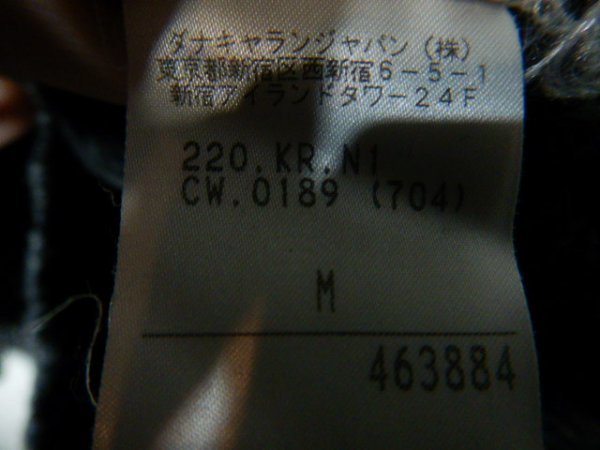 ダナキャランジャパン(株)
東京都新宿区西新宿6-5-1
新宿アイランドタワー24F
220.KR.N1
CW.0189 (704)
M
463884